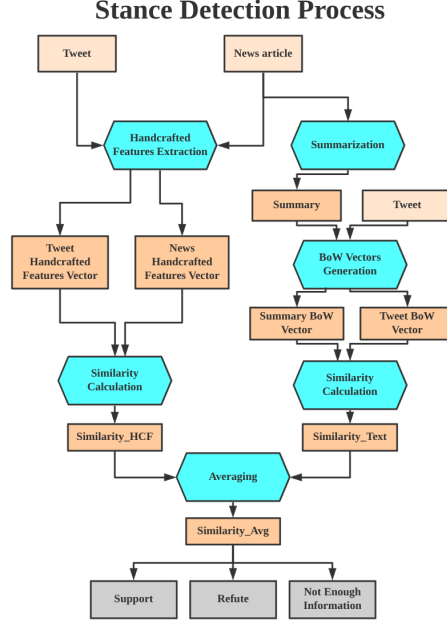 Stance Detection Process
Tweet
News article
Handcrafted
Features Extraction
Summarization
Summary
Tweet
Tweet
Handcrafted
Features Vector
News
Handcrafted
Features Vector
BoW Vectors
Generation
Summary BoW
Vector
Tweet BoW
Vector
Similarity
Calculation
Similarity
Calculation
Similarity_HCF
Similarity_Text
Averaging
Similarity_Avg
Support
Refute
Not Enough
Information